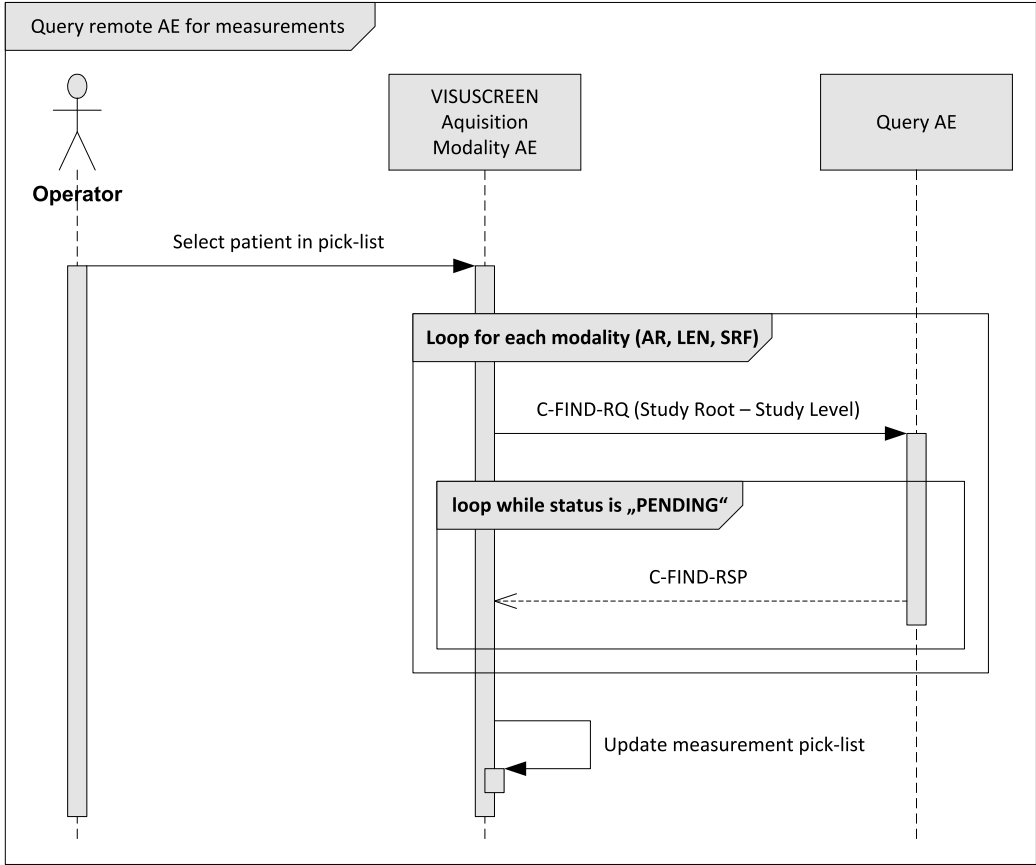 Query remote AE for measurements
VISUSCREEN
Aquisition
Modality AE
Query AE
Operator
Select patient in pick-list
Loop for each modality (AR, LEN, SRF)
C-FIND-RQ (Study Root – Study Level)
loop while status is „PENDING“
C-FIND-RSP
Update measurement pick-list